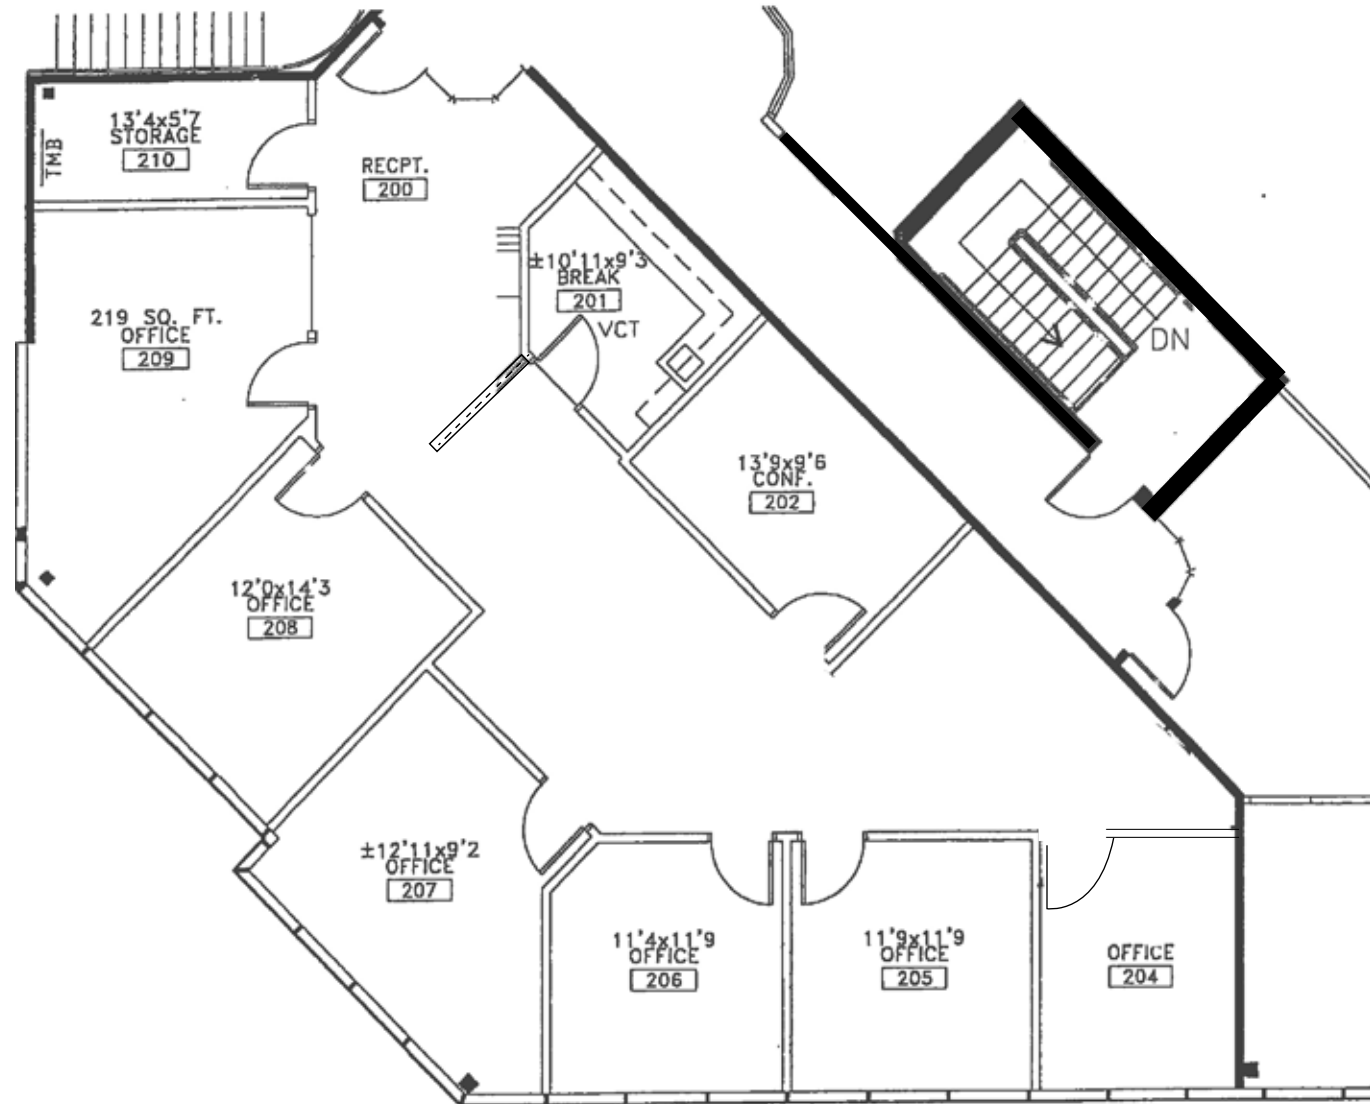 13'4x5'7
STORAGE
210
TMB
RECPT.
200
±10'11x9'3
BREAK
201
VCT
219 SQ. FT.
OFFICE
209
DN
13'9x9'6
CONF.
202
12'0x14'3
OFFICE
208
±12'11x9'2
OFFICE
207
11'4x11'9
OFFICE
206
11'9x11'9
OFFICE
205
OFFICE
204